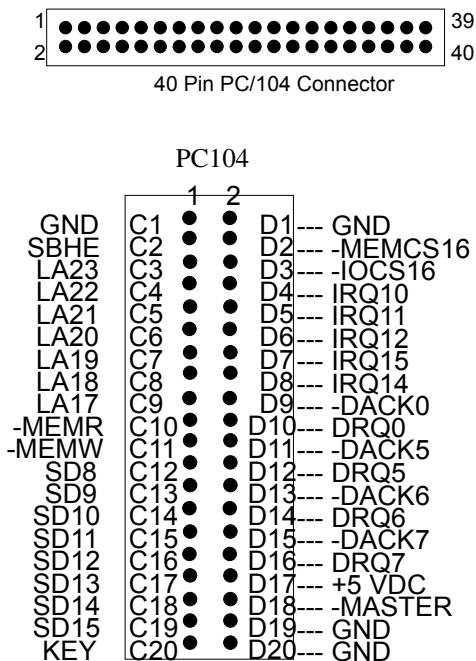 1 39
2 40
40 Pin PC/104 Connector
PC104
1 2
GND C1 D1--- GND
SBHE C2 D2--- -MEMCS16
LA23 C3 D3--- -IOCS16
LA22 C4 D4--- IRQ10
LA21 C5 D5--- IRQ11
LA20 C6 D6--- IRQ12
LA19 C7 D7--- IRQ15
LA18 C8 D8--- IRQ14
LA17 C9 D9--- -DACK0
-MEMR C10 D10--- DRQ0
-MEMW C11 D11--- -DACK5
SD8 C12 D12--- DRQ5
SD9 C13 D13--- -DACK6
SD10 C14 D14--- DRQ6
SD11 C15 D15--- -DACK7
SD12 C16 D16--- DRQ7
SD13 C17 D17--- +5 VDC
SD14 C18 D18--- -MASTER
SD15 C19 D19--- GND
KEY C20 D20--- GND